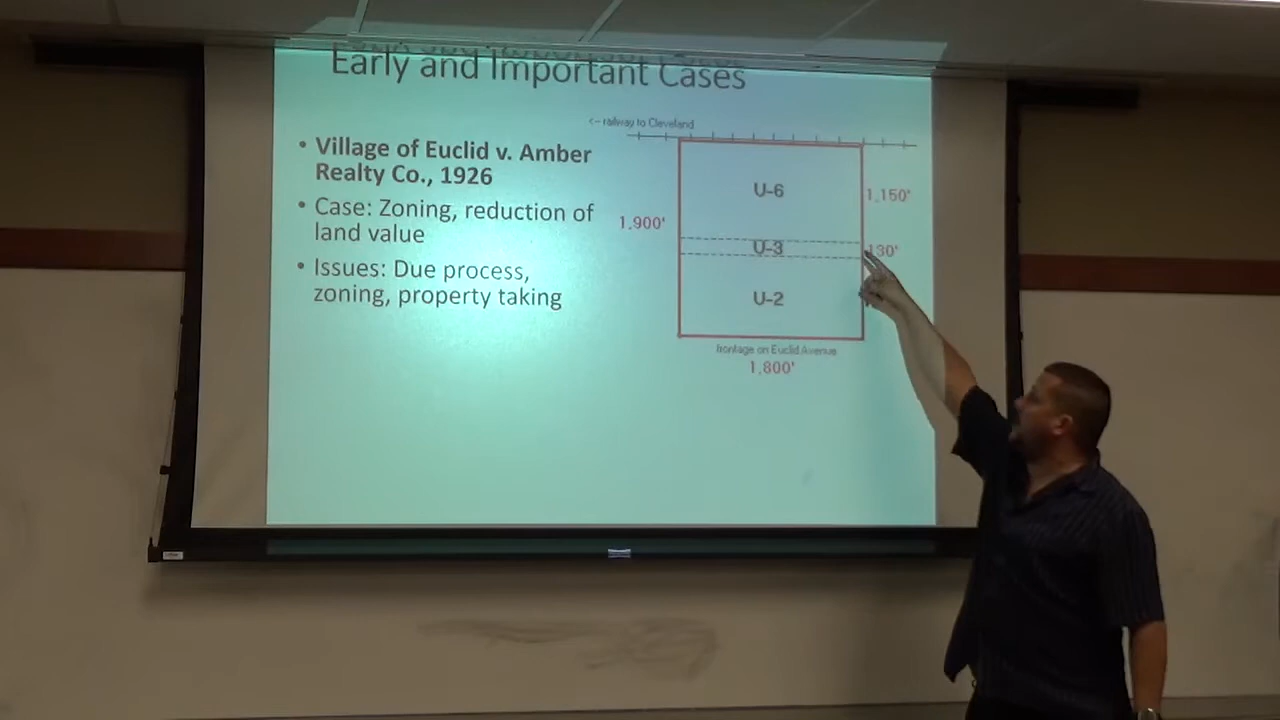 Early and Important Cases
• Village of Euclid v. Amber
Realty Co., 1926
• Case: Zoning, reduction of
land value
• Issues: Due process,
zoning, property taking
<-- railway to Cleveland
U-6
1,150'
1,900'
U-3
130'
U-2
frontage on Euclid Avenue
1,800'